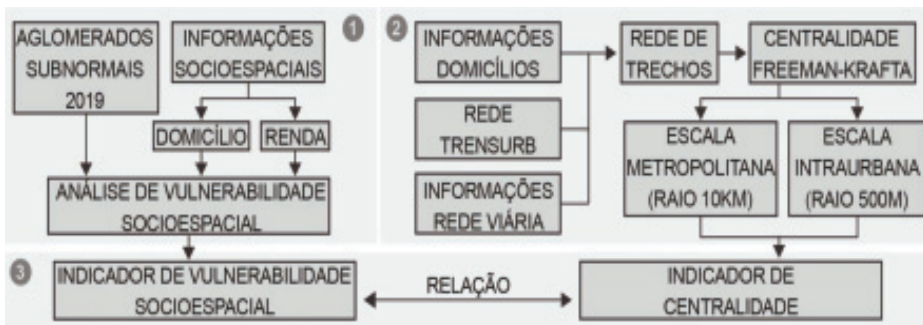 1
AGLOMERADOS
SUBNORMAIS
2019
INFORMAÇÕES
SOCIOESPACIAIS
DOMICÍLIO
RENDA
ANÁLISE DE VULNERABILIDADE
SOCIOESPACIAL
2
INFORMAÇÕES
DOMICÍLIOS
REDE
TRENSURB
INFORMAÇÕES
REDE VIÁRIA
REDE DE
TRECHOS
CENTRALIDADE
FREEMAN-KRAFTA
ESCALA
METROPOLITANA
(RAIO 10KM)
ESCALA
INTRAURBANA
(RAIO 500M)
3
INDICADOR DE VULNERABILIDADE
SOCIOESPACIAL
RELAÇÃO
INDICADOR DE
CENTRALIDADE